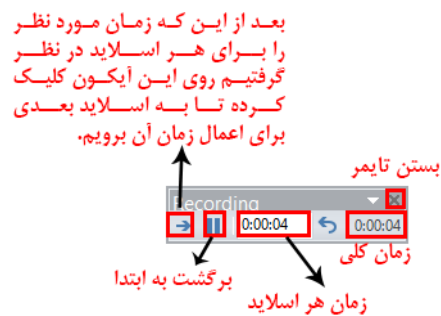 بعد از این که زمان مورد نظر
را برای هر اسلاید در نظر
گرفتیم روی این آیکون کلیک
کرده تا به اسلاید بعدی
برای اعمال زمان آن برویم.
بستن تایمر
Recording
0:00:04
0:00:04
زمان کلی
برگشت به ابتدا
زمان هر اسلاید